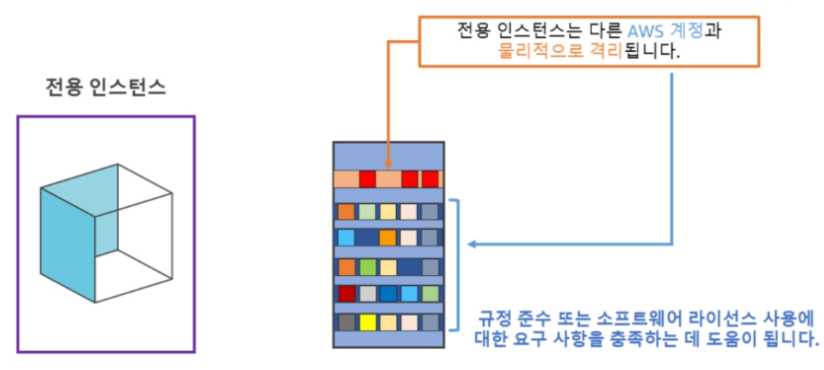 전용 인스턴스는 다른 AWS 계정과
물리적으로 격리됩니다.
전용 인스턴스
규정 준수 또는 소프트웨어 라이선스 사용에
대한 요구 사항을 충족하는 데 도움이 됩니다.